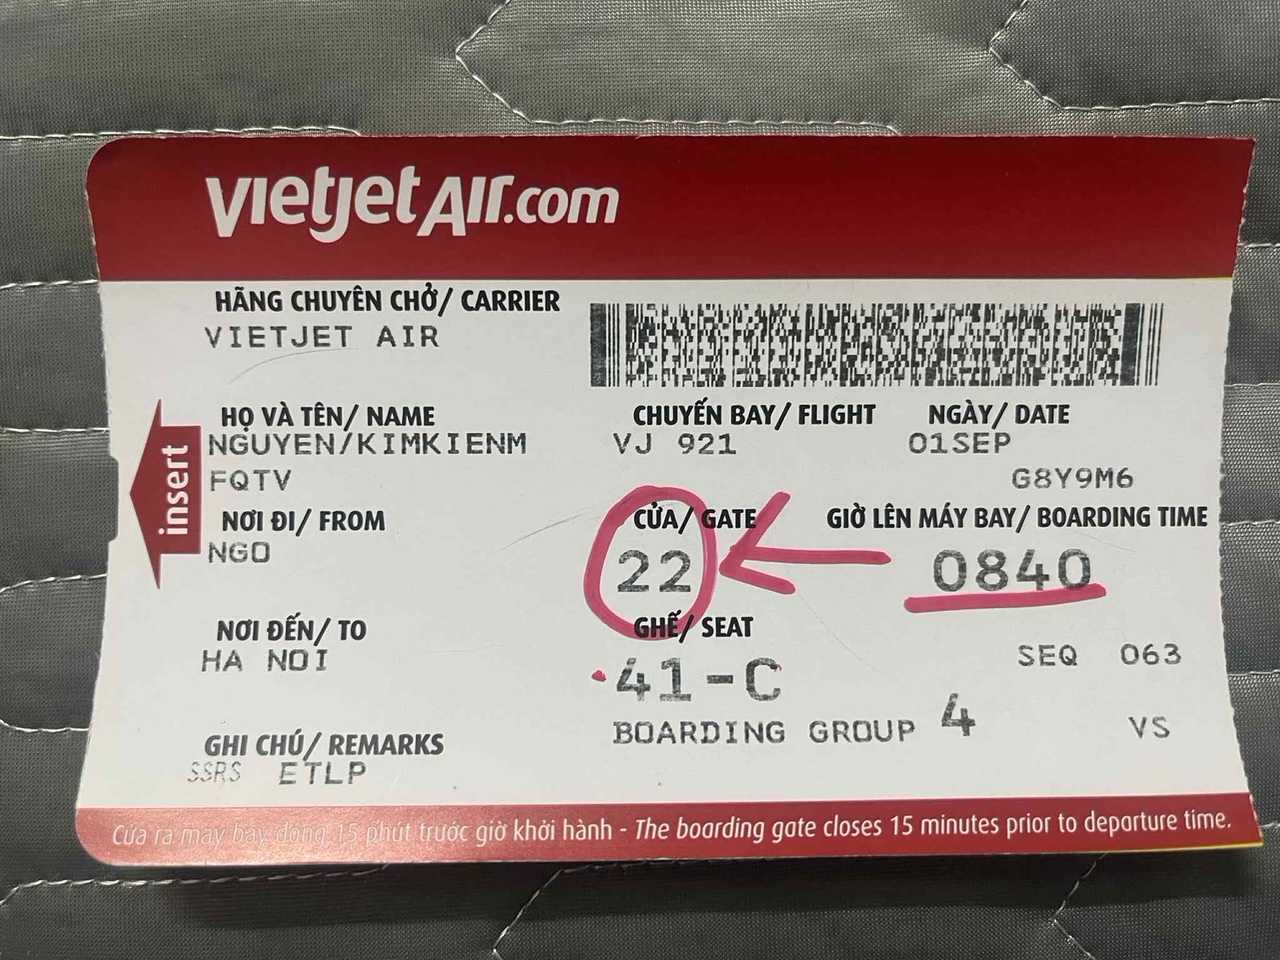 vietjetAir.com
HÃNG CHUYÊN CHỞ/ CARRIER
VIETJET AIR
HỌ VÀ TÊN/ NAME
NGUYEN/KIMKIENM
FQTV
CHUYẾN BAY/ FLIGHT
VJ 921
NGÀY/ DATE
01SEP
G8Y9M6
insert
NƠI ĐI/ FROM
NGO
CỬA/ GATE
22
GIỜ LÊN MÁY BAY/ BOARDING TIME
0840
NƠI ĐẾN/ TO
HA NOI
GHẾ/ SEAT
41-C
SEQ 063
BOARDING GROUP 4
VS
GHI CHÚ/ REMARKS
SSRS ETLP
Cửa ra máy bay đóng 15 phút trước giờ khởi hành - The boarding gate closes 15 minutes prior to departure time.